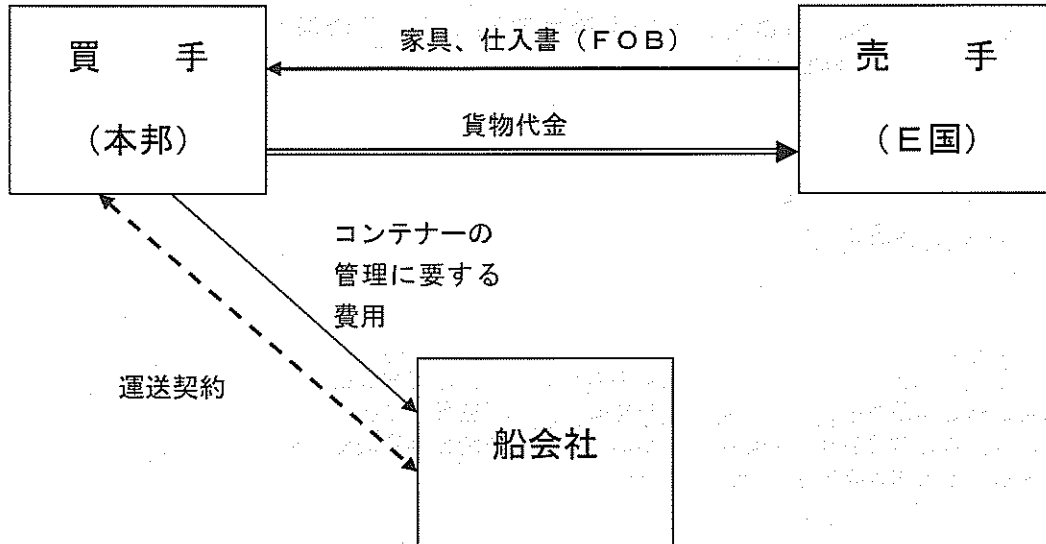 買　　手
（本邦）
家具、仕入書（ＦＯＢ）
貨物代金
売　　手
（Ｅ国）
コンテナーの
管理に要する
費用
運送契約
船会社